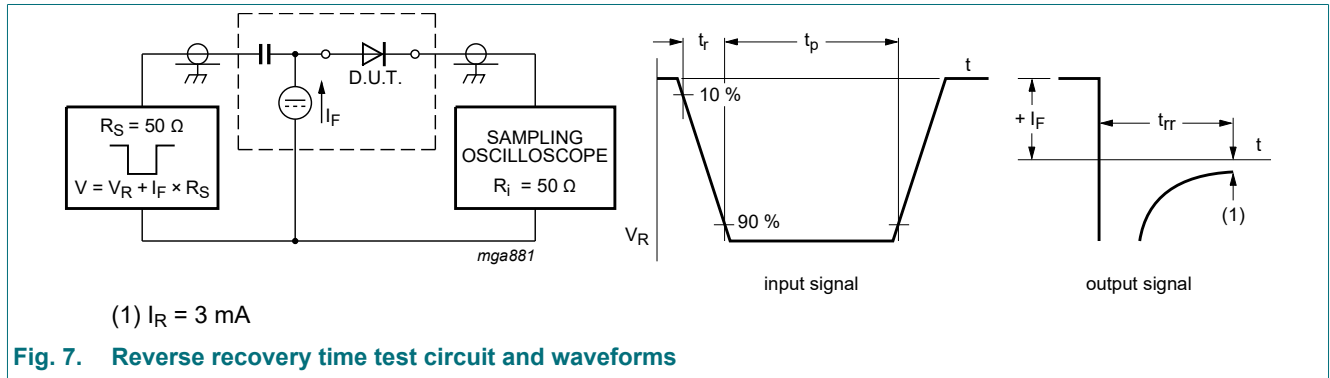 D.U.T.
I_F
R_S = 50 Ω
V = V_R + I_F × R_S
SAMPLING
OSCILLOSCOPE
R_i = 50 Ω
mga881
t_r
t_p
t
10 %
90 %
V_R
input signal
+ I_F
t_rr
t
(1)
output signal
(1) I_R = 3 mA
Fig. 7. Reverse recovery time test circuit and waveforms